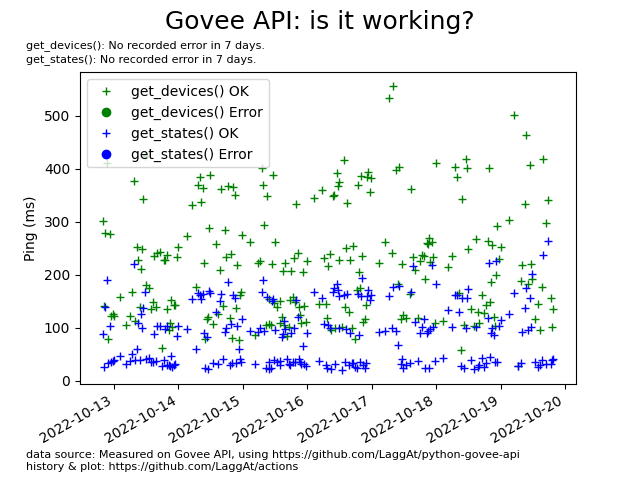 Govee API: is it working?
get_devices(): No recorded error in 7 days.
get_states(): No recorded error in 7 days.
get_devices() OK
get_devices() Error
get_states() OK
get_states() Error
Ping (ms)
500
400
300
200
100
0
2022-10-13
2022-10-14
2022-10-15
2022-10-16
2022-10-17
2022-10-18
2022-10-19
2022-10-20
data source: Measured on Govee API, using https://github.com/LaggAt/python-govee-api
history & plot: https://github.com/LaggAt/actions